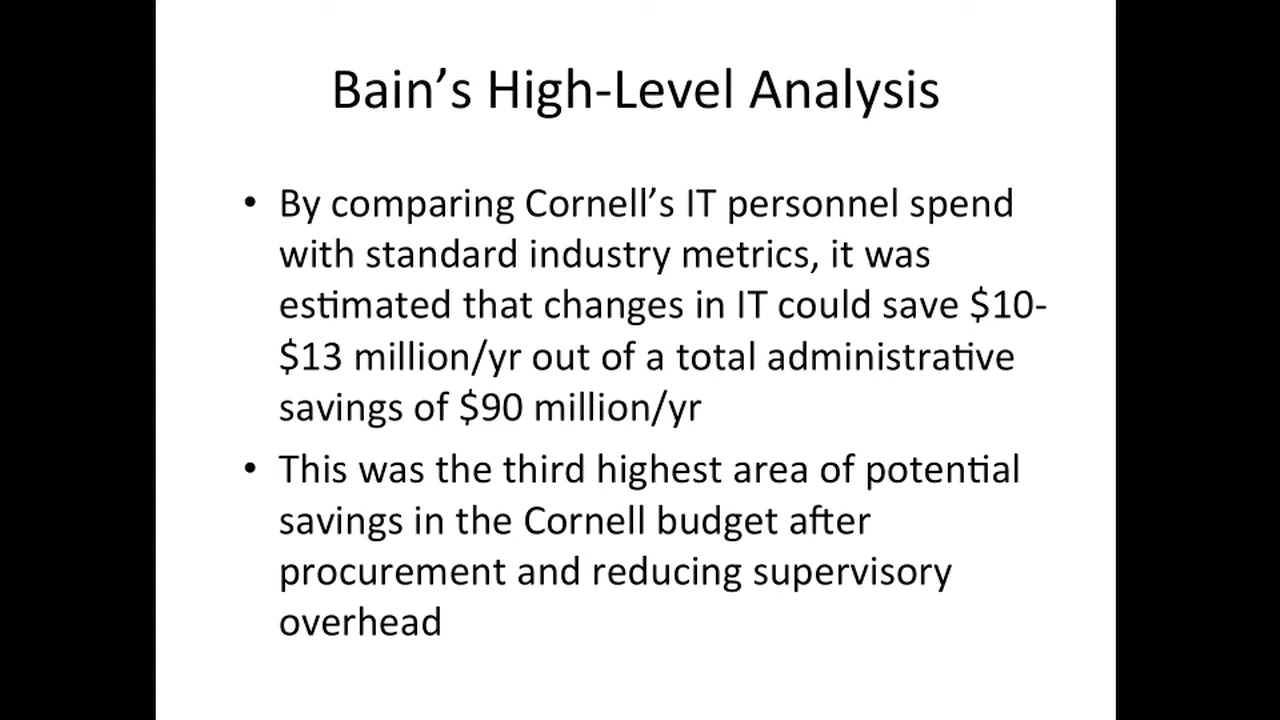 Bain’s High-Level Analysis
• By comparing Cornell’s IT personnel spend
with standard industry metrics, it was
estimated that changes in IT could save $10-
$13 million/yr out of a total administrative
savings of $90 million/yr
• This was the third highest area of potential
savings in the Cornell budget after
procurement and reducing supervisory
overhead